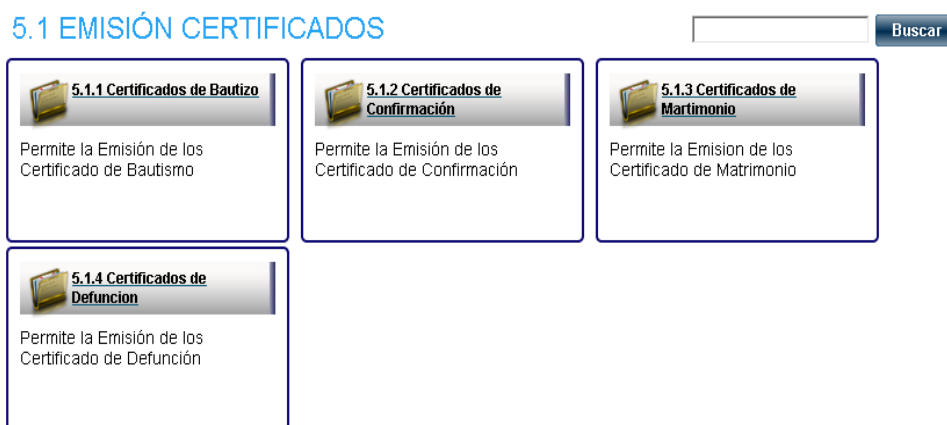 5.1 EMISIÓN CERTIFICADOS
Buscar
5.1.1 Certificados de Bautizo
Permite la Emisión de los
Certificado de Bautismo
5.1.2 Certificados de
Confirmación
Permite la Emisión de los
Certificado de Confirmación
5.1.3 Certificados de
Martimonio
Permite la Emision de los
Certificado de Matrimonio
5.1.4 Certificados de
Defuncion
Permite la Emisión de los
Certificado de Defunción